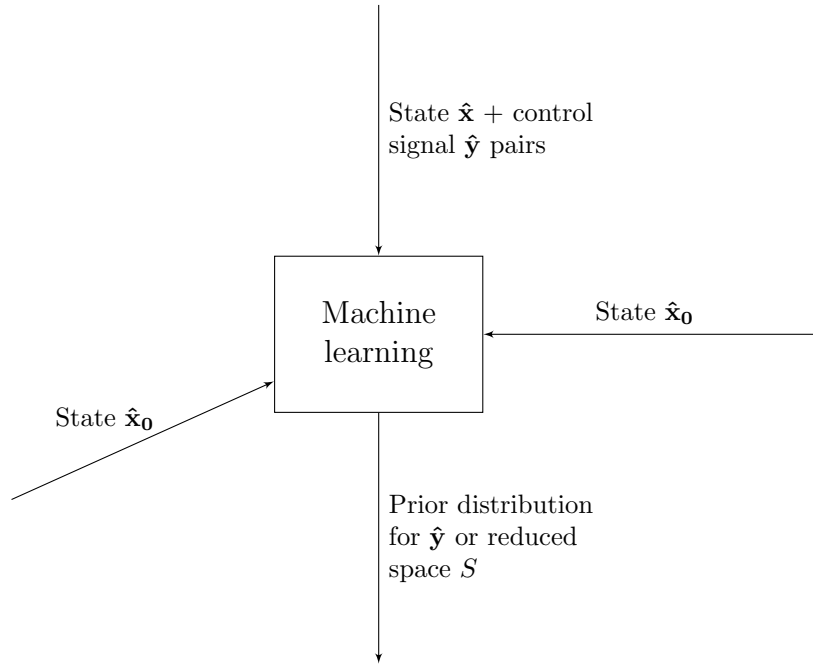 State x̂ + control
signal ŷ pairs
Machine
learning
State x̂₀
State x̂₀
Prior distribution
for ŷ or reduced
space S